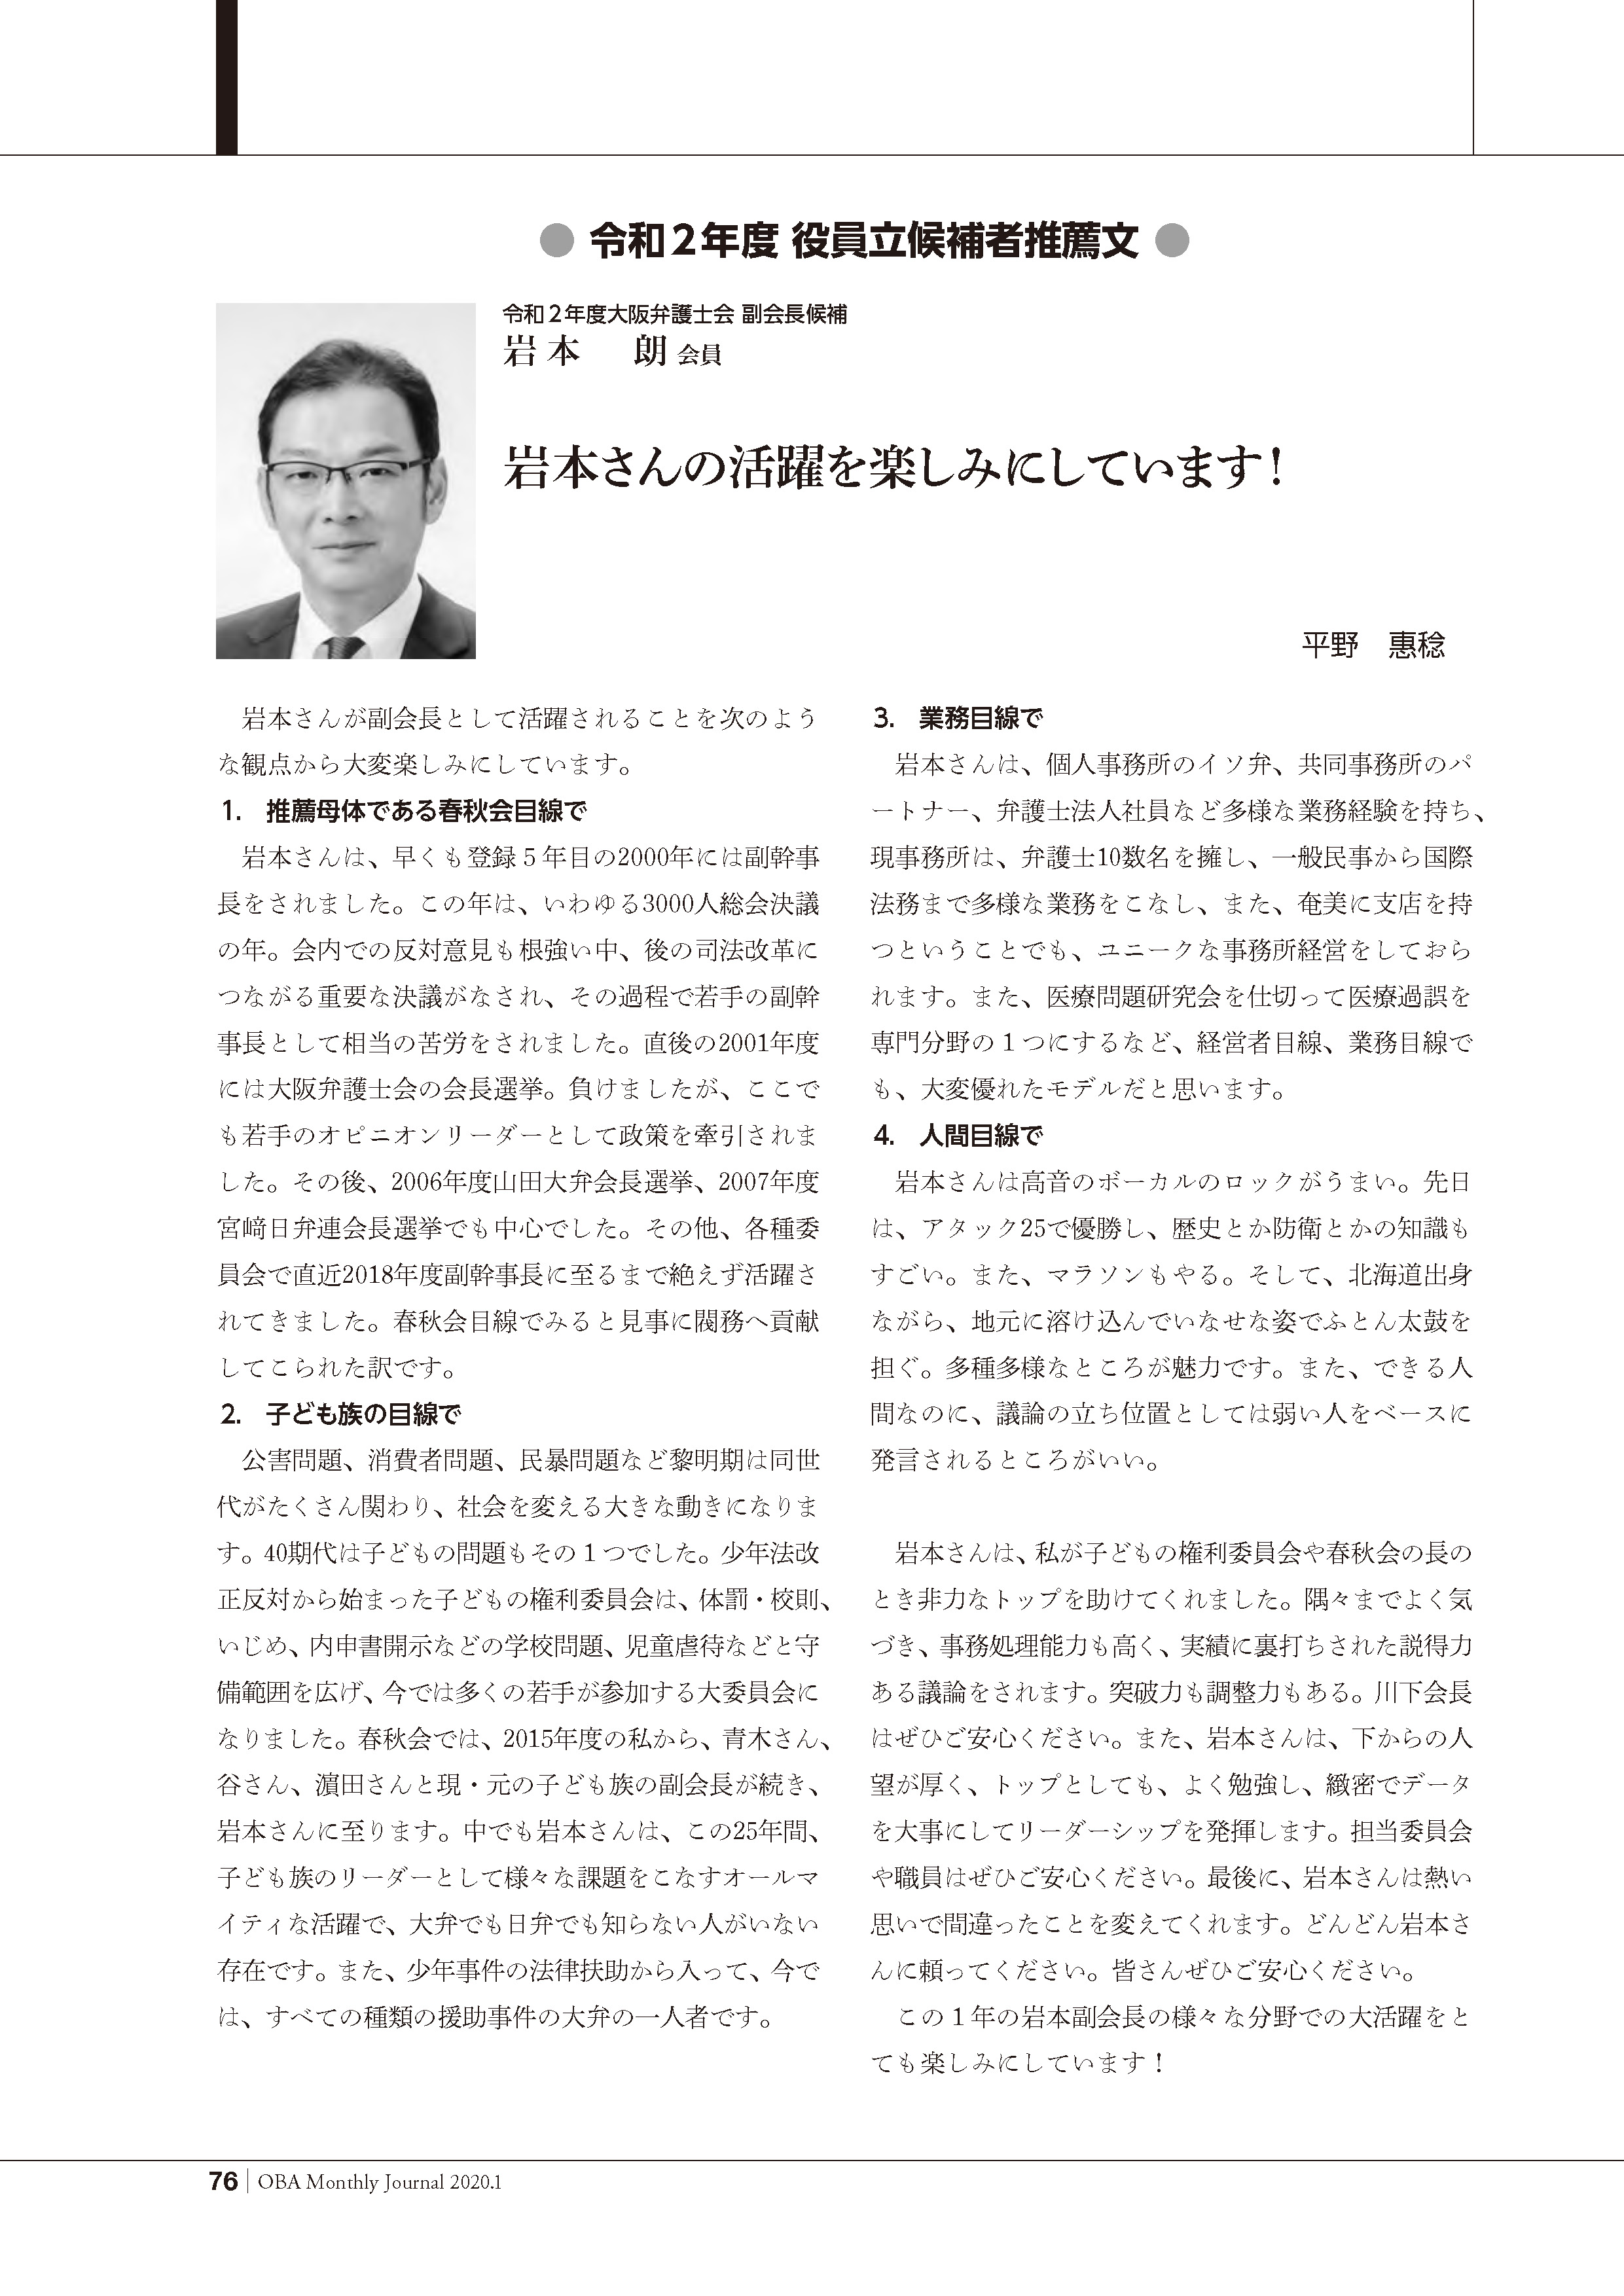 ● 令和２年度 役員立候補者推薦文 ●
令和２年度大阪弁護士会 副会長候補
岩本　朗 会員
岩本さんの活躍を楽しみにしています！
平野　惠稔
岩本さんが副会長として活躍されることを次のよう
な観点から大変楽しみにしています。
1.　推薦母体である春秋会目線で
岩本さんは、早くも登録５年目の2000年には副幹事
長をされました。この年は、いわゆる3000人総会決議
の年。会内での反対意見も根強い中、後の司法改革に
つながる重要な決議がなされ、その過程で若手の副幹
事長として相当の苦労をされました。直後の2001年度
には大阪弁護士会の会長選挙。負けましたが、ここで
も若手のオピニオンリーダーとして政策を牽引されま
した。その後、2006年度山田大弁会長選挙、2007年度
宮﨑日弁連会長選挙でも中心でした。その他、各種委
員会で直近2018年度副幹事長に至るまで絶えず活躍さ
れてきました。春秋会目線でみると見事に閥務へ貢献
してこられた訳です。
2.　子ども族の目線で
公害問題、消費者問題、民暴問題など黎明期は同世
代がたくさん関わり、社会を変える大きな動きになりま
す。40期代は子どもの問題もその１つでした。少年法改
正反対から始まった子どもの権利委員会は、体罰・校則、
いじめ、内申書開示などの学校問題、児童虐待などと守
備範囲を広げ、今では多くの若手が参加する大委員会に
なりました。春秋会では、2015年度の私から、青木さん、
谷さん、濵田さんと現・元の子ども族の副会長が続き、
岩本さんに至ります。中でも岩本さんは、この25年間、
子ども族のリーダーとして様々な課題をこなすオールマ
イティな活躍で、大弁でも日弁でも知らない人がいない
存在です。また、少年事件の法律扶助から入って、今で
は、すべての種類の援助事件の大弁の一人者です。
3.　業務目線で
岩本さんは、個人事務所のイソ弁、共同事務所のパ
ートナー、弁護士法人社員など多様な業務経験を持ち、
現事務所は、弁護士10数名を擁し、一般民事から国際
法務まで多様な業務をこなし、また、奄美に支店を持
つということでも、ユニークな事務所経営をしておら
れます。また、医療問題研究会を仕切って医療過誤を
専門分野の１つにするなど、経営者目線、業務目線で
も、大変優れたモデルだと思います。
4.　人間目線で
岩本さんは高音のボーカルのロックがうまい。先日
は、アタック25で優勝し、歴史とか防衛とかの知識も
すごい。また、マラソンもやる。そして、北海道出身
ながら、地元に溶け込んでいなせな姿でふとん太鼓を
担ぐ。多種多様なところが魅力です。また、できる人
間なのに、議論の立ち位置としては弱い人をベースに
発言されるところがいい。
岩本さんは、私が子どもの権利委員会や春秋会の長の
とき非力なトップを助けてくれました。隅々までよく気
づき、事務処理能力も高く、実績に裏打ちされた説得力
ある議論をされます。突破力も調整力もある。川下会長
はぜひご安心ください。また、岩本さんは、下からの人
望が厚く、トップとしても、よく勉強し、緻密でデータ
を大事にしてリーダーシップを発揮します。担当委員会
や職員はぜひご安心ください。最後に、岩本さんは熱い
思いで間違ったことを変えてくれます。どんどん岩本さ
んに頼ってください。皆さんぜひご安心ください。
この１年の岩本副会長の様々な分野での大活躍をと
ても楽しみにしています！
76 | OBA Monthly Journal 2020.1